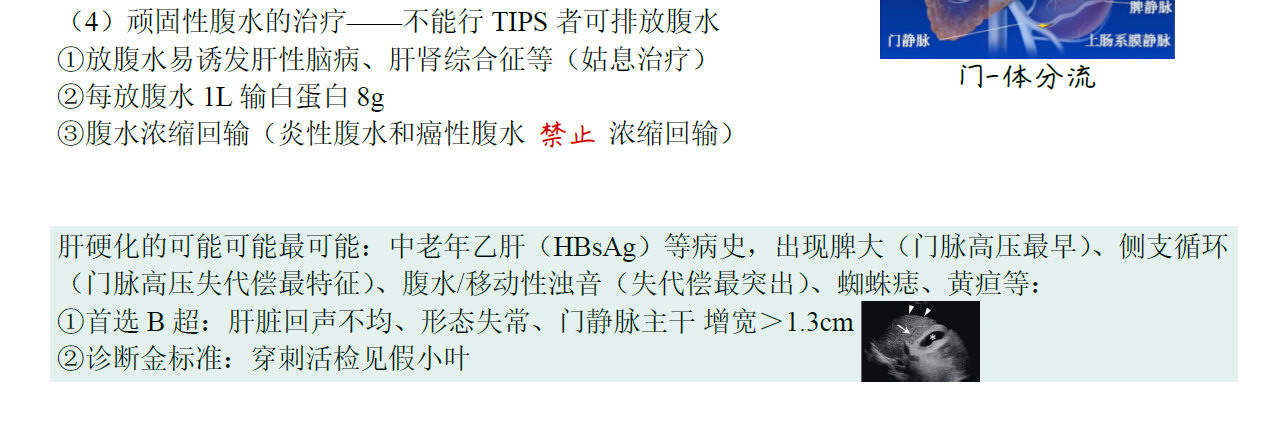 （4）顽固性腹水的治疗——不能行 TIPS 者可排放腹水
①放腹水易诱发肝性脑病、肝肾综合征等（姑息治疗）
②每放腹水 1L 输白蛋白 8g
③腹水浓缩回输（炎性腹水和癌性腹水 禁止 浓缩回输）
脾静脉
门静脉
上肠系膜静脉
门-体分流
肝硬化的可能可能最可能：中老年乙肝（HBsAg）等病史，出现脾大（门脉高压最早）、侧支循环
（门脉高压失代偿最特征）、腹水/移动性浊音（失代偿最突出）、蜘蛛痣、黄疸等：
①首选 B 超：肝脏回声不均、形态失常、门静脉主干 增宽＞1.3cm
②诊断金标准：穿刺活检见假小叶